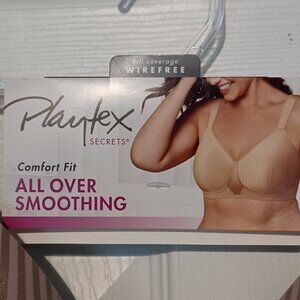 full coverage
WIREFREE
Playtex
SECRETS®
Comfort Fit
ALL OVER
SMOOTHING